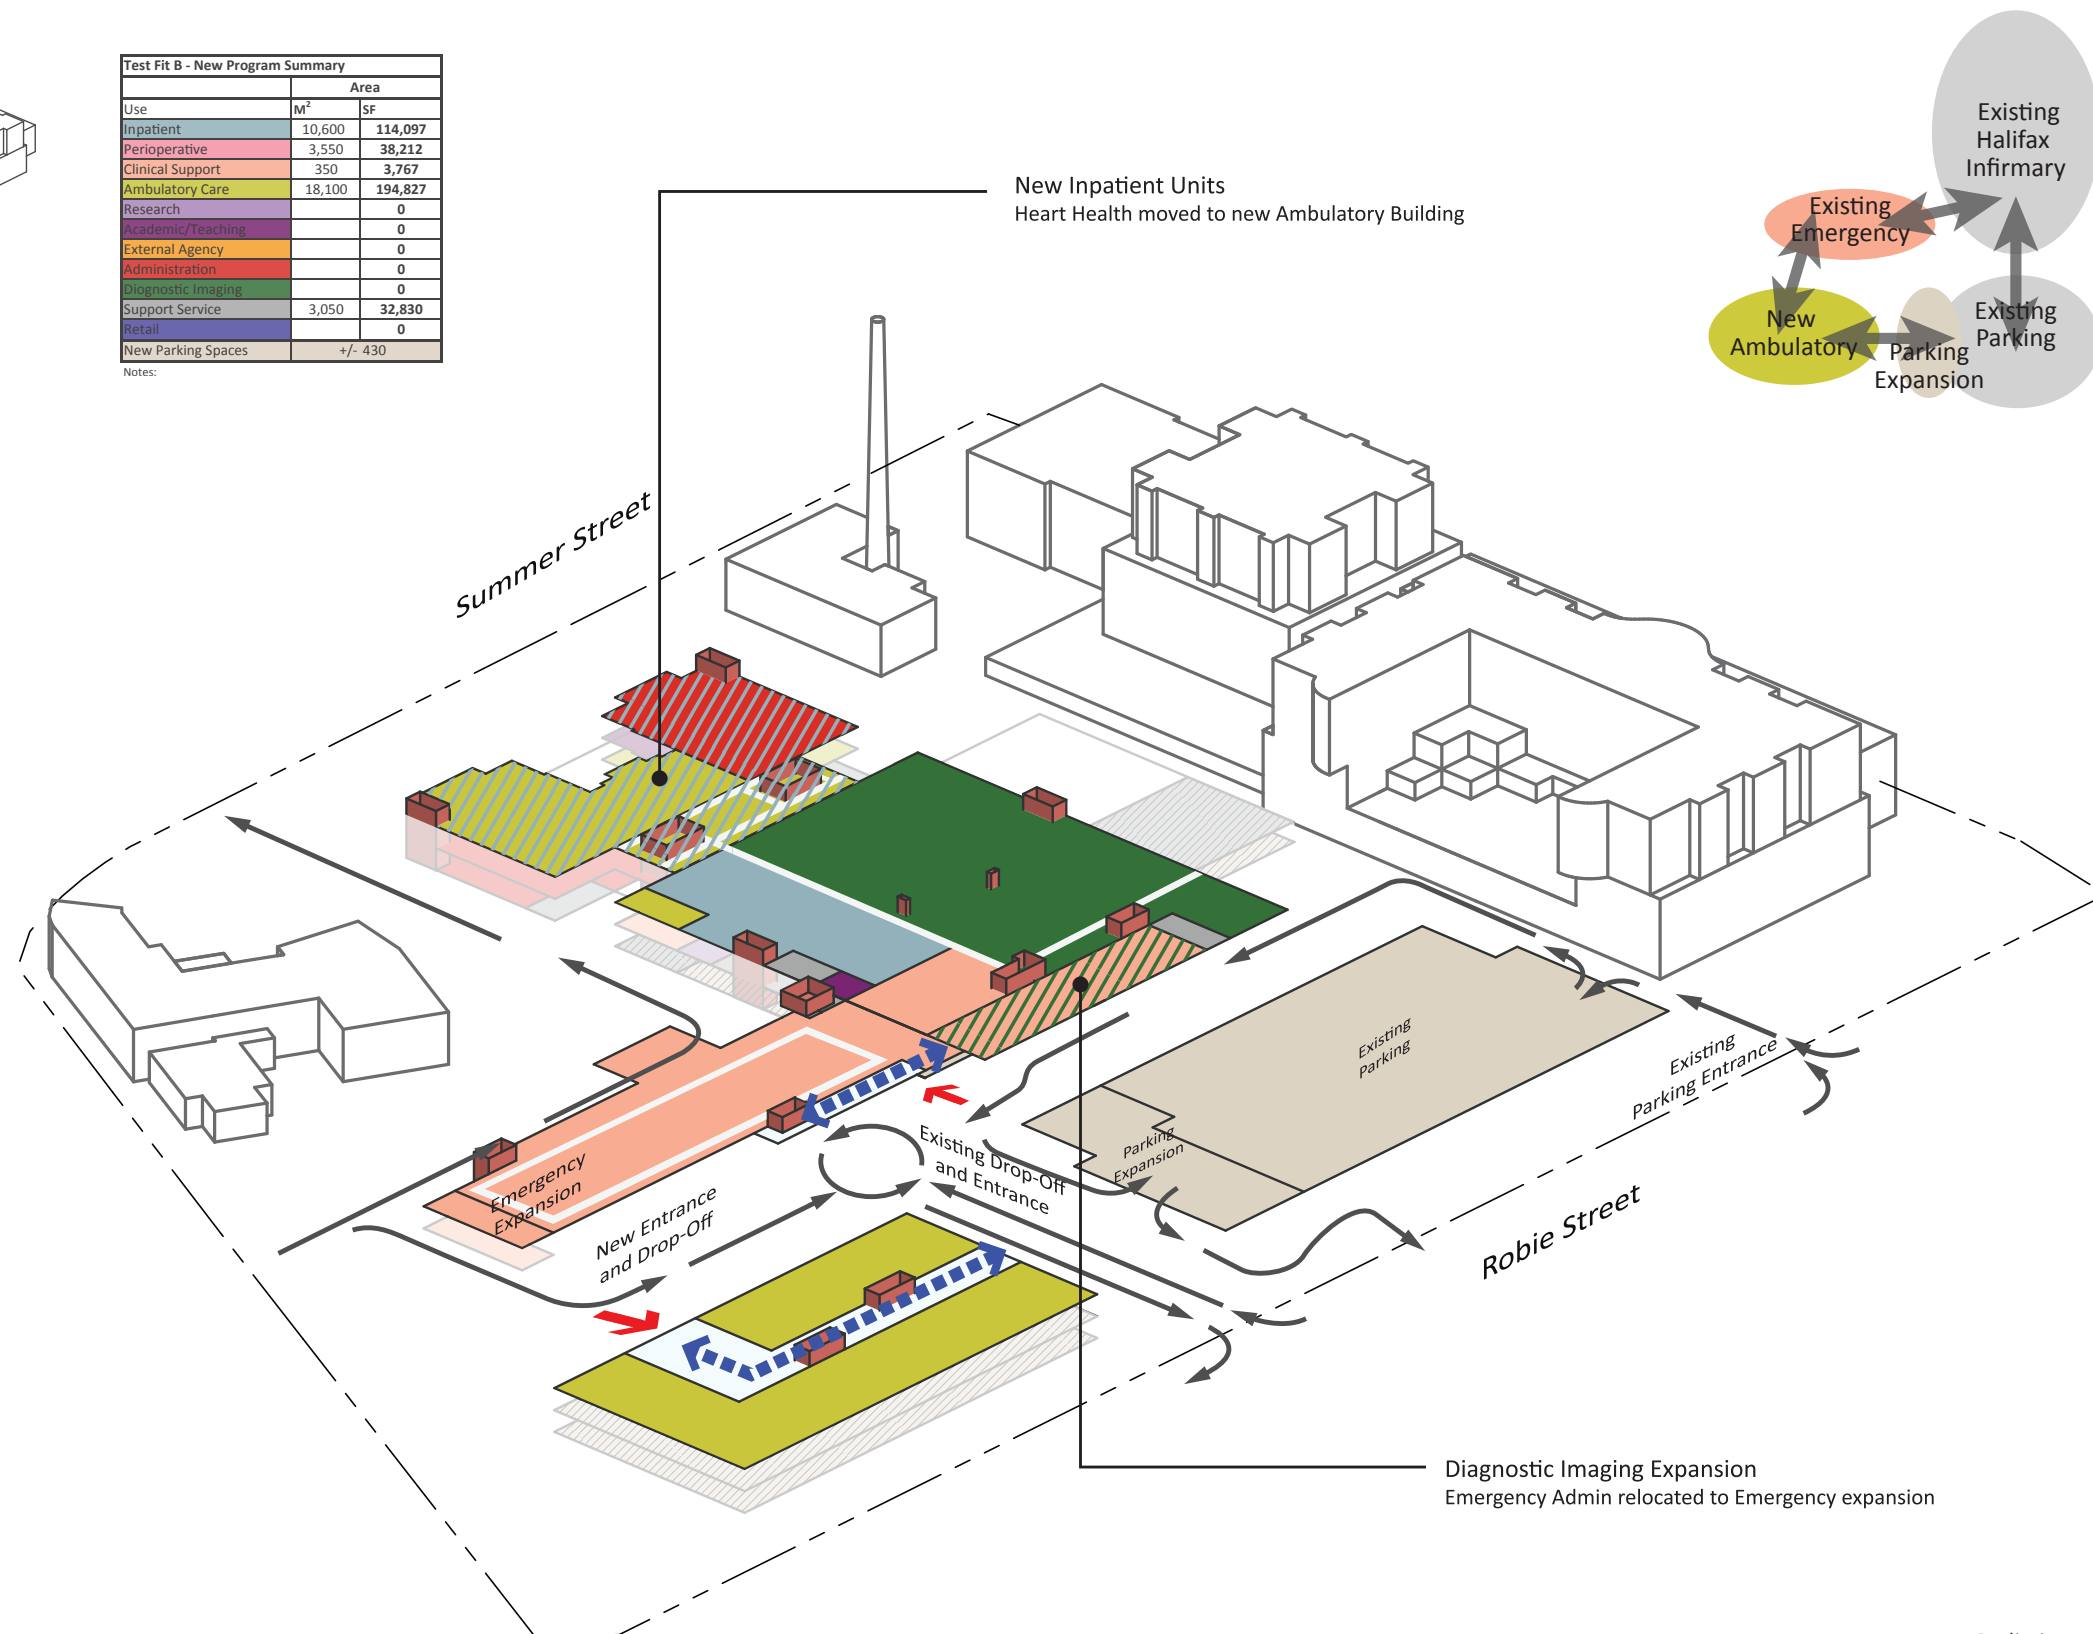 Test Fit B - New Program Summary
Area
Use M² SF
Inpatient 10,600 114,097
Perioperative 3,550 38,212
Clinical Support 350 3,767
Ambulatory Care 18,100 194,827
Research 0
Academic/Teaching 0
External Agency 0
Administration 0
Diognostic Imaging 0
Support Service 3,050 32,830
Retail 0
New Parking Spaces +/- 430
Notes:
Existing
Halifax
Infirmary
Existing
Emergency
New
Ambulatory
Parking
Expansion
Existing
Parking
New Inpatient Units
Heart Health moved to new Ambulatory Building
Summer Street
Existing
Parking
Existing
Parking Entrance
Parking
Expansion
Existing Drop-Off
and Entrance
Emergency
Expansion
New Entrance
and Drop-Off
Robie Street
Diagnostic Imaging Expansion
Emergency Admin relocated to Emergency expansion